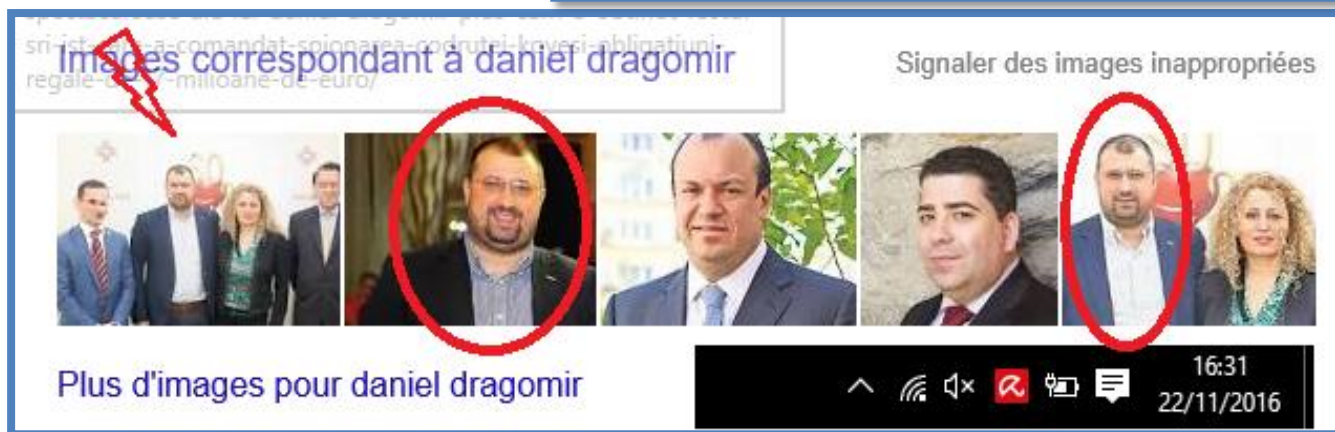 sri-ist- a-comandat-spionarea-codrutei-kovesi-obligatiuni-
Images correspondant à daniel dragomir
regale- milioane-de-euro/
Signaler des images inappropriées
Plus d'images pour daniel dragomir
16:31
22/11/2016